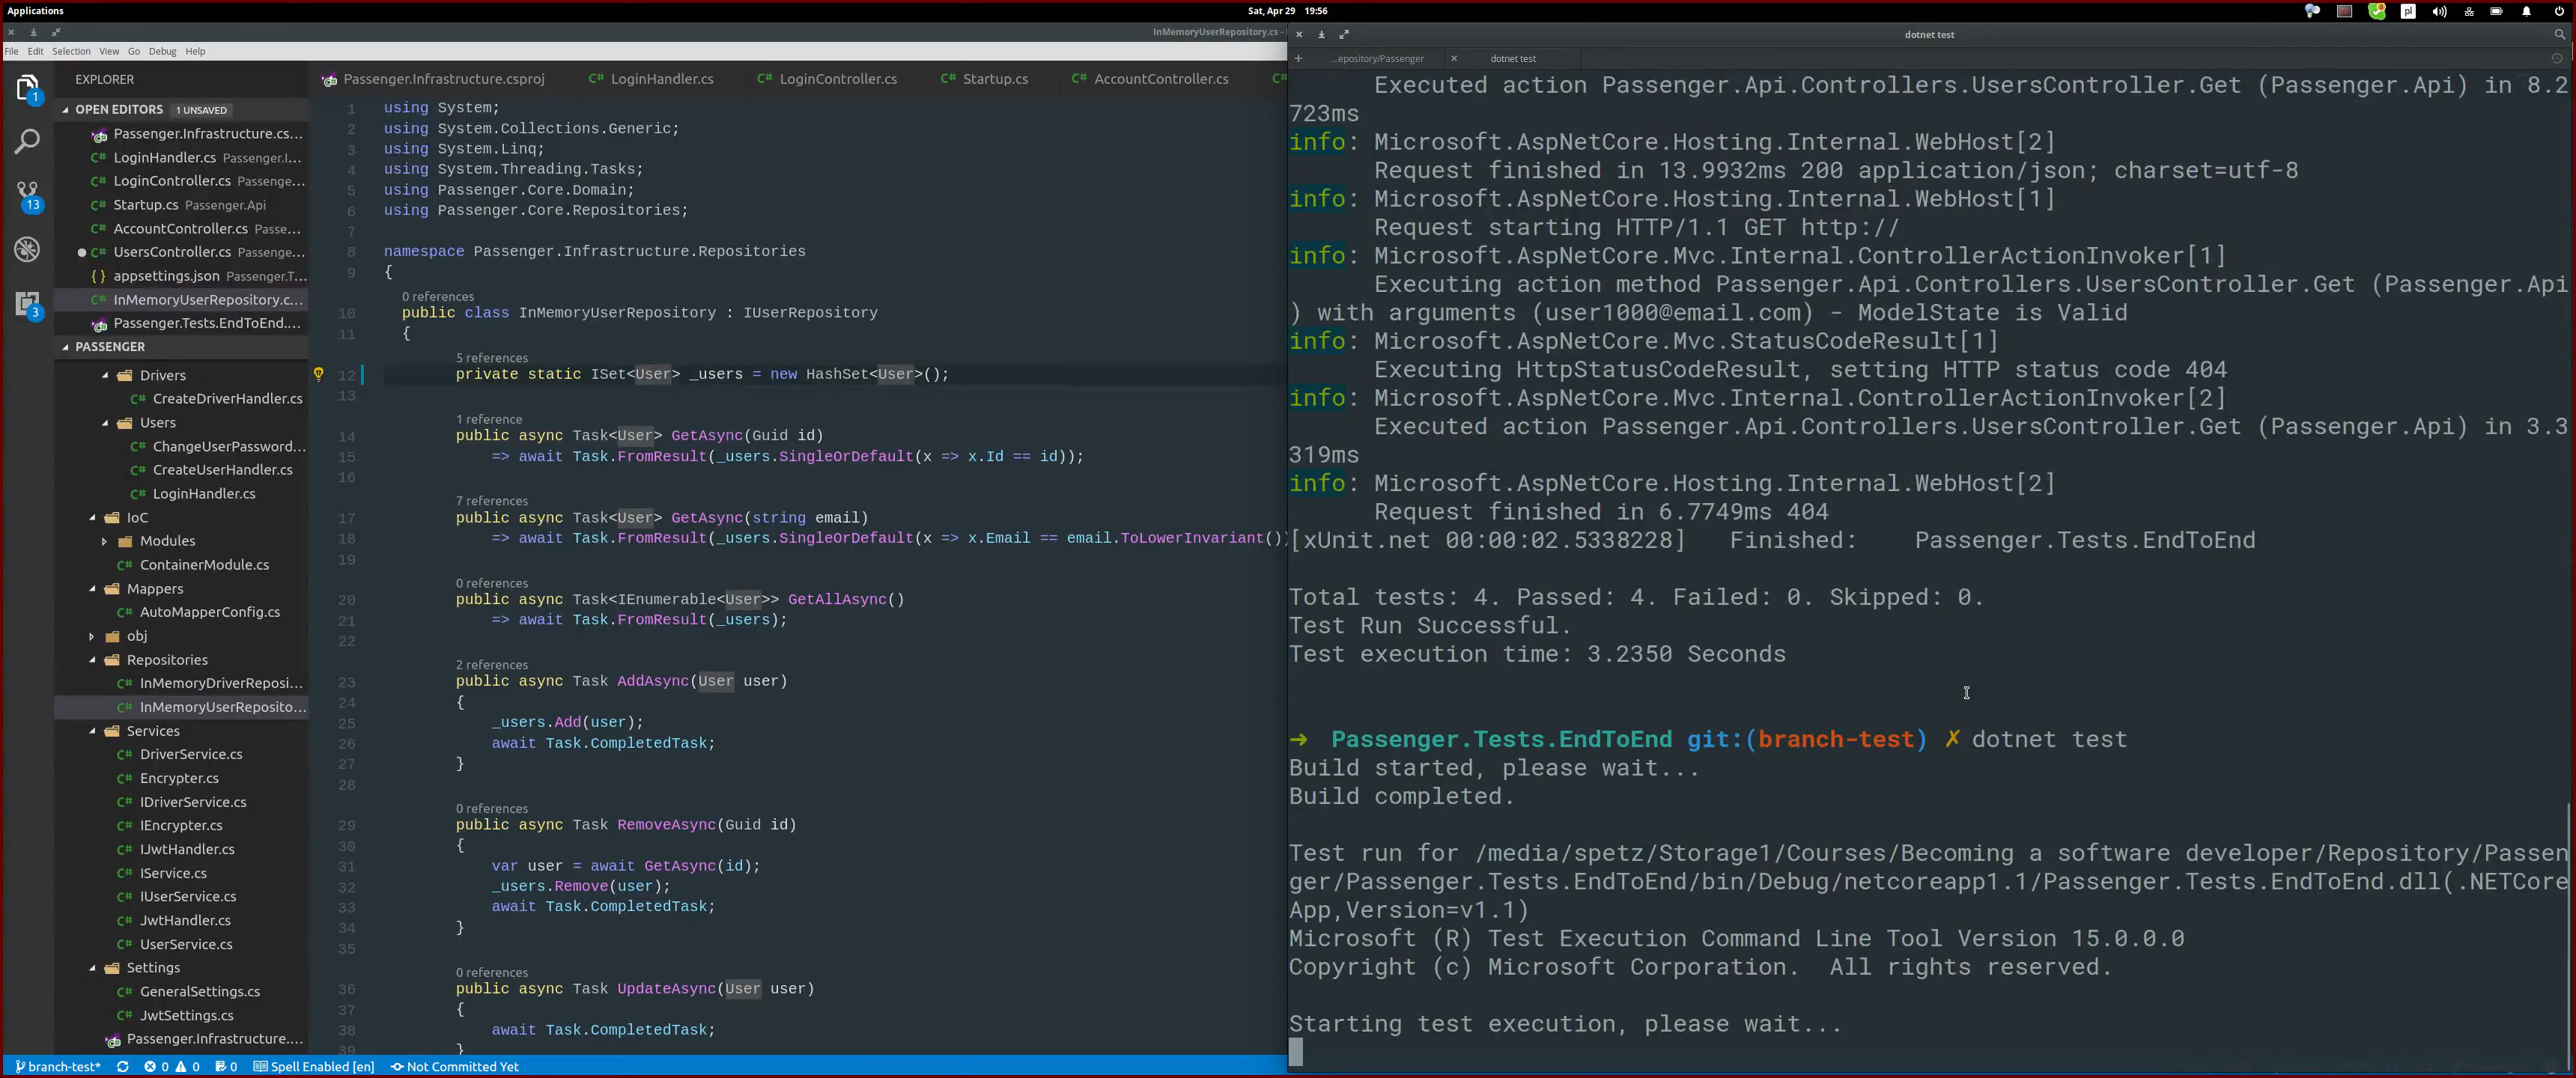 Applications
Sat, Apr 29 19:56
pl
InMemoryUserRepository.cs -
File Edit Selection View Go Debug Help
EXPLORER
OPEN EDITORS 1 UNSAVED
Passenger.Infrastructure.cs...
LoginHandler.cs Passenger.I...
LoginController.cs Passenge...
Startup.cs Passenger.Api
AccountController.cs Passe...
UsersController.cs Passenge...
{} appsettings.json Passenger.T...
InMemoryUserRepository.c...
Passenger.Tests.EndToEnd....
PASSENGER
Drivers
CreateDriverHandler.cs
Users
ChangeUserPassword...
CreateUserHandler.cs
LoginHandler.cs
IoC
Modules
ContainerModule.cs
Mappers
AutoMapperConfig.cs
obj
Repositories
InMemoryDriverReposi...
InMemoryUserReposito...
Services
DriverService.cs
Encrypter.cs
IDriverService.cs
IEncrypter.cs
IJwtHandler.cs
IService.cs
IUserService.cs
JwtHandler.cs
UserService.cs
Settings
GeneralSettings.cs
JwtSettings.cs
Passenger.Infrastructure....
1
13
3
Passenger.Infrastructure.csproj LoginHandler.cs LoginController.cs Startup.cs AccountController.cs
1 using System;
2 using System.Collections.Generic;
3 using System.Linq;
4 using System.Threading.Tasks;
5 using Passenger.Core.Domain;
6 using Passenger.Core.Repositories;
7
8 namespace Passenger.Infrastructure.Repositories
9 {
0 references
10 public class InMemoryUserRepository : IUserRepository
11 {
5 references
12 private static ISet<User> _users = new HashSet<User>();
13
1 reference
14 public async Task<User> GetAsync(Guid id)
15 => await Task.FromResult(_users.SingleOrDefault(x => x.Id == id));
16
7 references
17 public async Task<User> GetAsync(string email)
18 => await Task.FromResult(_users.SingleOrDefault(x => x.Email == email.ToLowerInvariant()
19
0 references
20 public async Task<IEnumerable<User>> GetAllAsync()
21 => await Task.FromResult(_users);
22
2 references
23 public async Task AddAsync(User user)
24 {
25 _users.Add(user);
26 await Task.CompletedTask;
27 }
28
0 references
29 public async Task RemoveAsync(Guid id)
30 {
31 var user = await GetAsync(id);
32 _users.Remove(user);
33 await Task.CompletedTask;
34 }
35
0 references
36 public async Task UpdateAsync(User user)
37 {
38 await Task.CompletedTask;
39 }
branch-test* 0 0 0 Spell Enabled [en] Not Committed Yet
dotnet test
...epository/Passenger dotnet test
Executed action Passenger.Api.Controllers.UsersController.Get (Passenger.Api) in 8.2
723ms
info: Microsoft.AspNetCore.Hosting.Internal.WebHost[2]
Request finished in 13.9932ms 200 application/json; charset=utf-8
info: Microsoft.AspNetCore.Hosting.Internal.WebHost[1]
Request starting HTTP/1.1 GET http://
info: Microsoft.AspNetCore.Mvc.Internal.ControllerActionInvoker[1]
Executing action method Passenger.Api.Controllers.UsersController.Get (Passenger.Api
) with arguments (user1000@email.com) - ModelState is Valid
info: Microsoft.AspNetCore.Mvc.StatusCodeResult[1]
Executing HttpStatusCodeResult, setting HTTP status code 404
info: Microsoft.AspNetCore.Mvc.Internal.ControllerActionInvoker[2]
Executed action Passenger.Api.Controllers.UsersController.Get (Passenger.Api) in 3.3
319ms
info: Microsoft.AspNetCore.Hosting.Internal.WebHost[2]
Request finished in 6.7749ms 404
[xUnit.net 00:00:02.5338228] Finished: Passenger.Tests.EndToEnd
Total tests: 4. Passed: 4. Failed: 0. Skipped: 0.
Test Run Successful.
Test execution time: 3.2350 Seconds
➜ Passenger.Tests.EndToEnd git:(branch-test) ✗ dotnet test
Build started, please wait...
Build completed.
Test run for /media/spetz/Storage1/Courses/Becoming a software developer/Repository/Passen
ger/Passenger.Tests.EndToEnd/bin/Debug/netcoreapp1.1/Passenger.Tests.EndToEnd.dll(.NETCore
App,Version=v1.1)
Microsoft (R) Test Execution Command Line Tool Version 15.0.0.0
Copyright (c) Microsoft Corporation. All rights reserved.
Starting test execution, please wait...